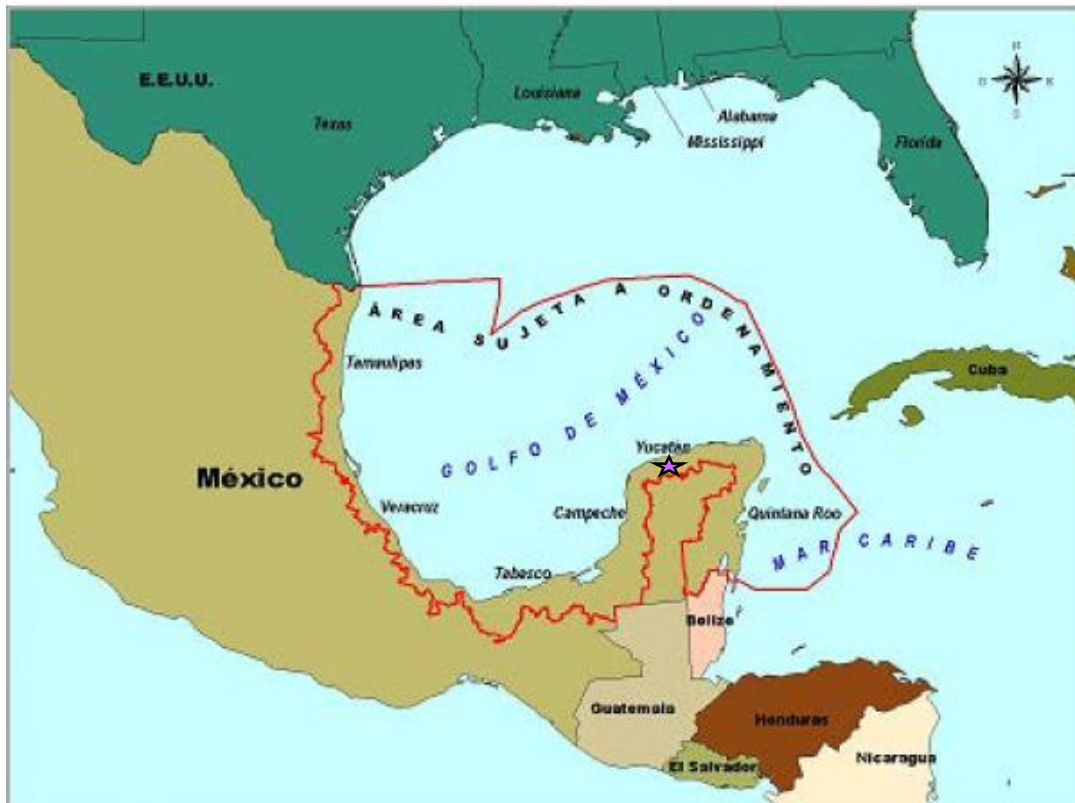 E.E.U.U.
Texas
Louisiana
Alabama
Mississippi
Florida
ÁREA SUJETA A ORDENAMIENTO
GOLFO DE MÉXICO
Tamaulipas
Cuba
Yucatán
México
Veracruz
Campeche
Quintana Roo
MAR CARIBE
Tabasco
Belize
Guatemala
Honduras
El Salvador
Nicaragua